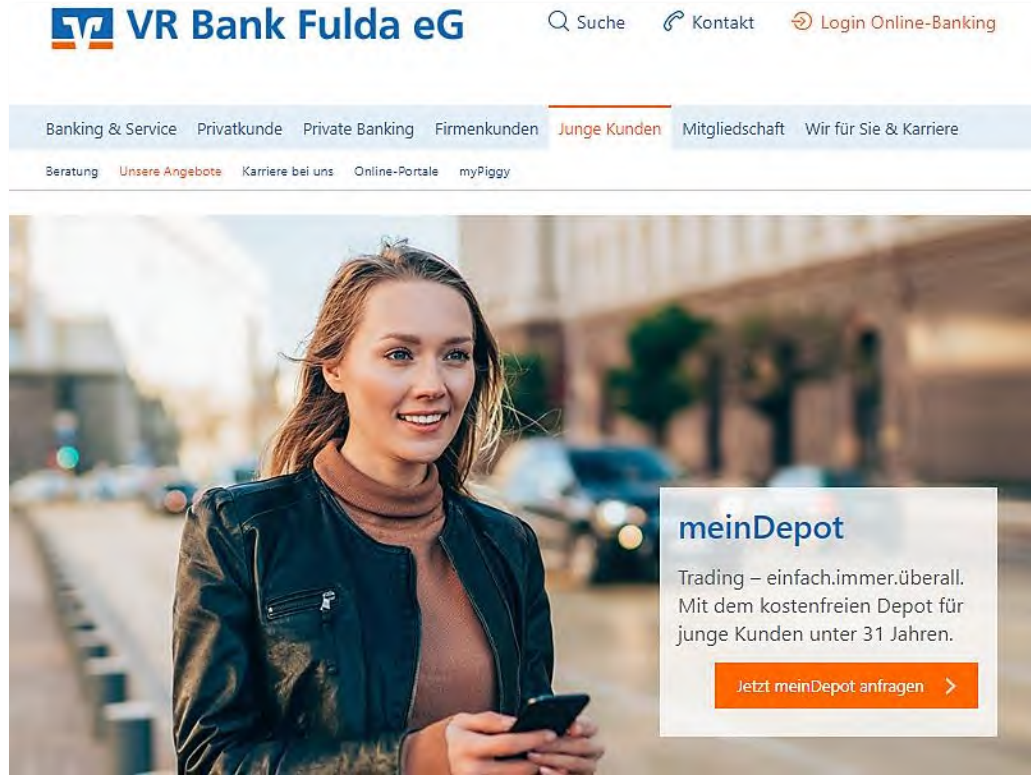 VR Bank Fulda eG
Suche Kontakt Login Online-Banking
Banking & Service Privatkunde Private Banking Firmenkunden Junge Kunden Mitgliedschaft Wir für Sie & Karriere
Beratung Unsere Angebote Karriere bei uns Online-Portale myPiggy
meinDepot
Trading – einfach.immer.überall.
Mit dem kostenfreien Depot für
junge Kunden unter 31 Jahren.
Jetzt meinDepot anfragen